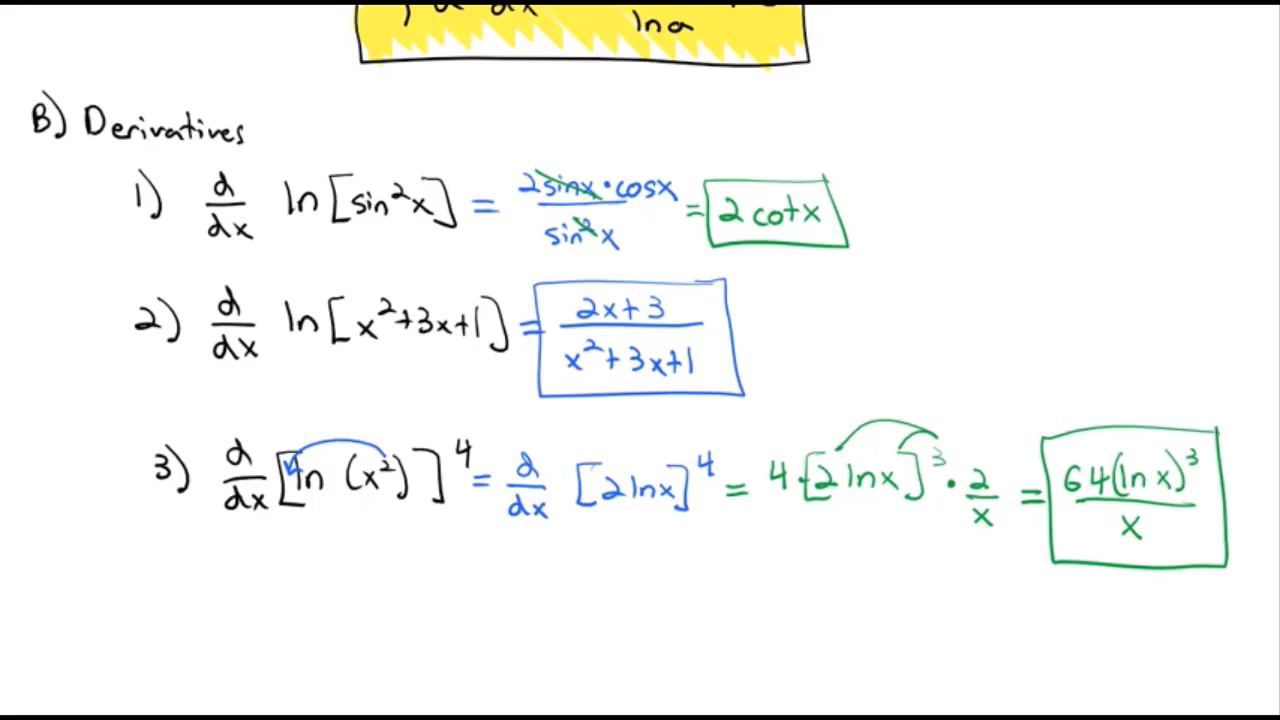 ln a
B) Derivatives
1) d/dx ln[sin²x] = 2sinx·cosx/sin²x = 2cotx
2) d/dx ln[x²+3x+1] = 2x+3/x²+3x+1
3) d/dx [ln (x²)]⁴ = d/dx [2lnx]⁴ = 4·[2lnx]³·2/x = 64(ln x)³/x